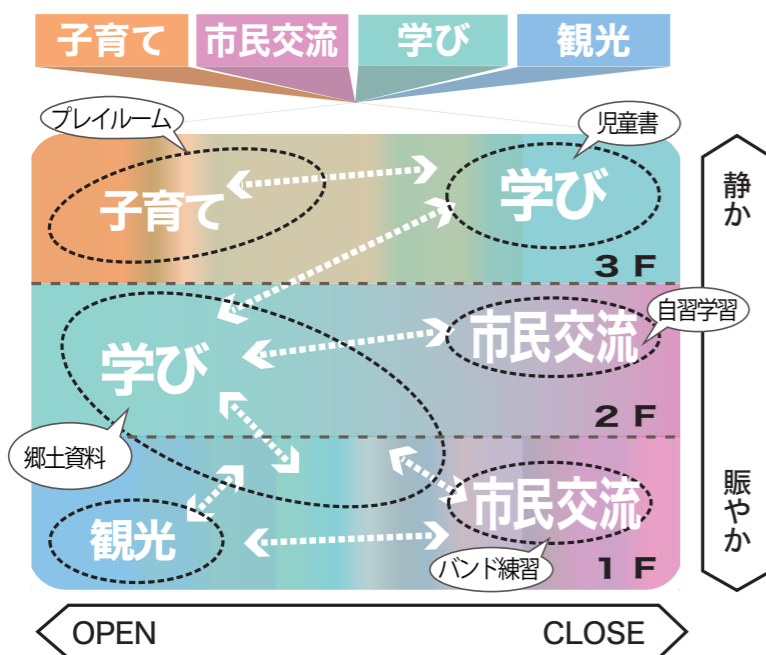 子育て
市民交流
学び
観光
プレイルーム
児童書
子育て
学び
3 F
静か
学び
市民交流
自習学習
2 F
郷土資料
観光
市民交流
バンド練習
1 F
賑やか
OPEN
CLOSE